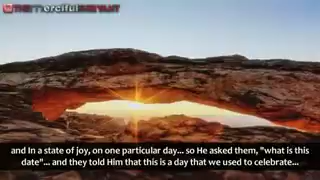 THEMERCIFULSERVANT
and In a state of joy, on one particular day... so He asked them, "what is this
date"... and they told Him that this is a day that we used to celebrate...